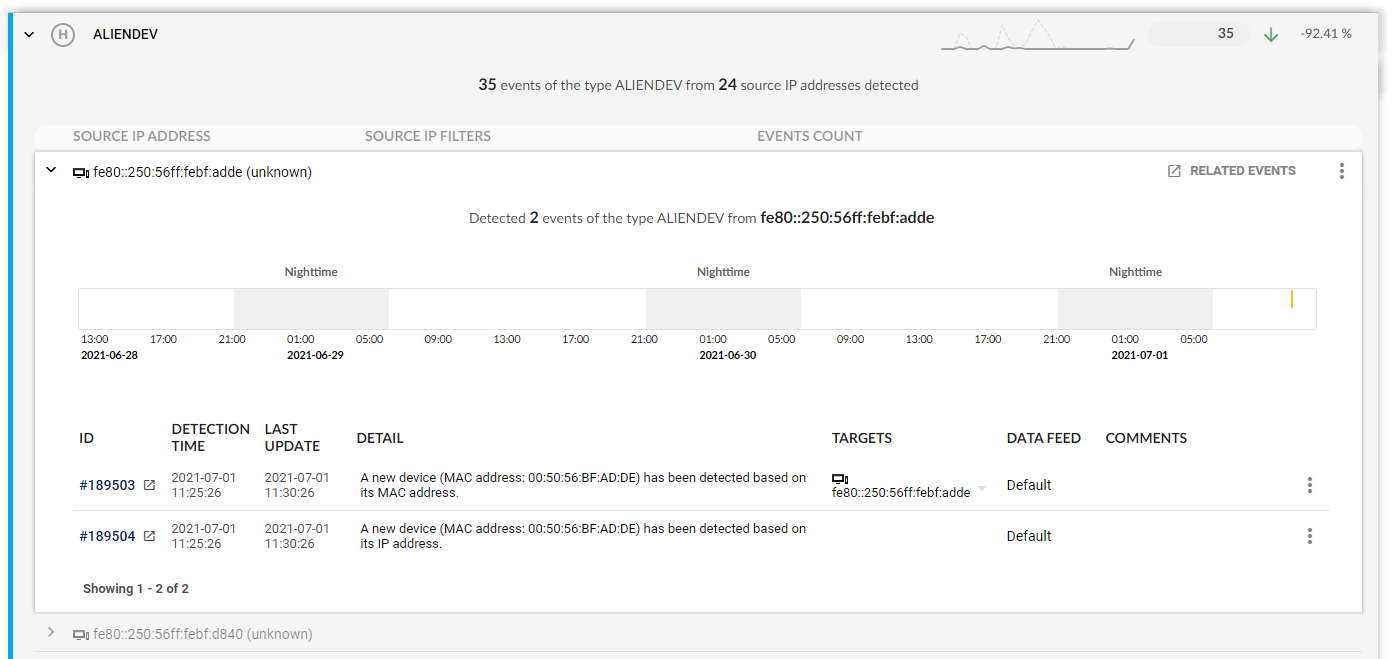 H ALIENDEV 35 -92.41 %
35 events of the type ALIENDEV from 24 source IP addresses detected
SOURCE IP ADDRESS SOURCE IP FILTERS EVENTS COUNT
fe80::250:56ff:febf:adde (unknown) RELATED EVENTS
Detected 2 events of the type ALIENDEV from fe80::250:56ff:febf:adde
Nighttime Nighttime Nighttime
13:00 17:00 21:00 01:00 05:00 09:00 13:00 17:00 21:00 01:00 05:00 09:00 13:00 17:00 21:00 01:00 05:00
2021-06-28 2021-06-29 2021-06-30 2021-07-01
ID DETECTION TIME LAST UPDATE DETAIL TARGETS DATA FEED COMMENTS
#189503 2021-07-01 11:25:26 2021-07-01 11:30:26 A new device (MAC address: 00:50:56:BF:AD:DE) has been detected based on its MAC address. fe80::250:56ff:febf:adde Default
#189504 2021-07-01 11:25:26 2021-07-01 11:30:26 A new device (MAC address: 00:50:56:BF:AD:DE) has been detected based on its IP address. Default
Showing 1 - 2 of 2
fe80::250:56ff:febf:d840 (unknown)